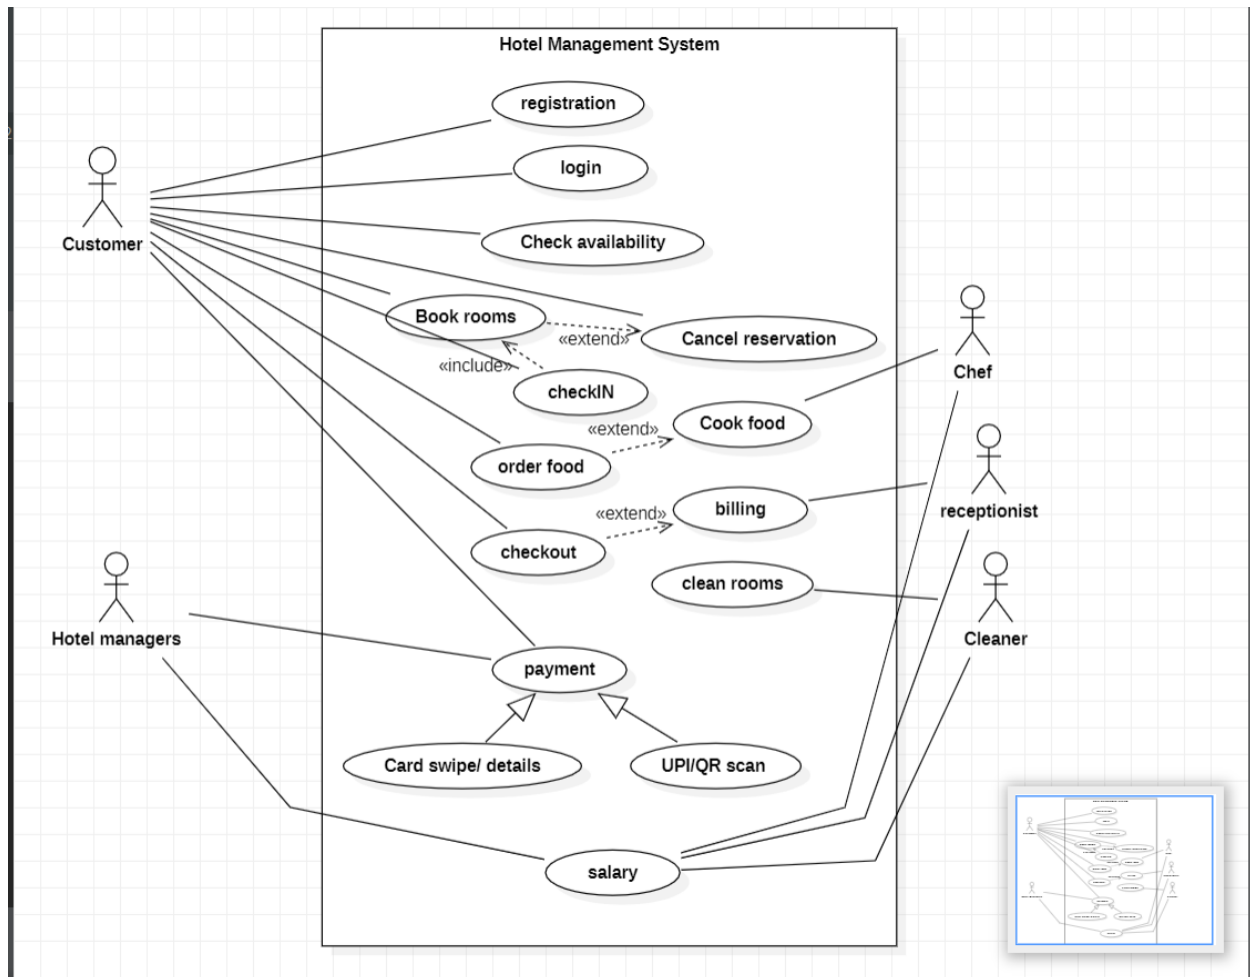 Hotel Management System
registration
login
Customer
Check availability
Book rooms
«extend»
Cancel reservation
«include»
checkIN
Chef
«extend»
Cook food
order food
«extend»
billing
receptionist
checkout
clean rooms
Hotel managers
Cleaner
payment
Card swipe/ details
UPI/QR scan
salary